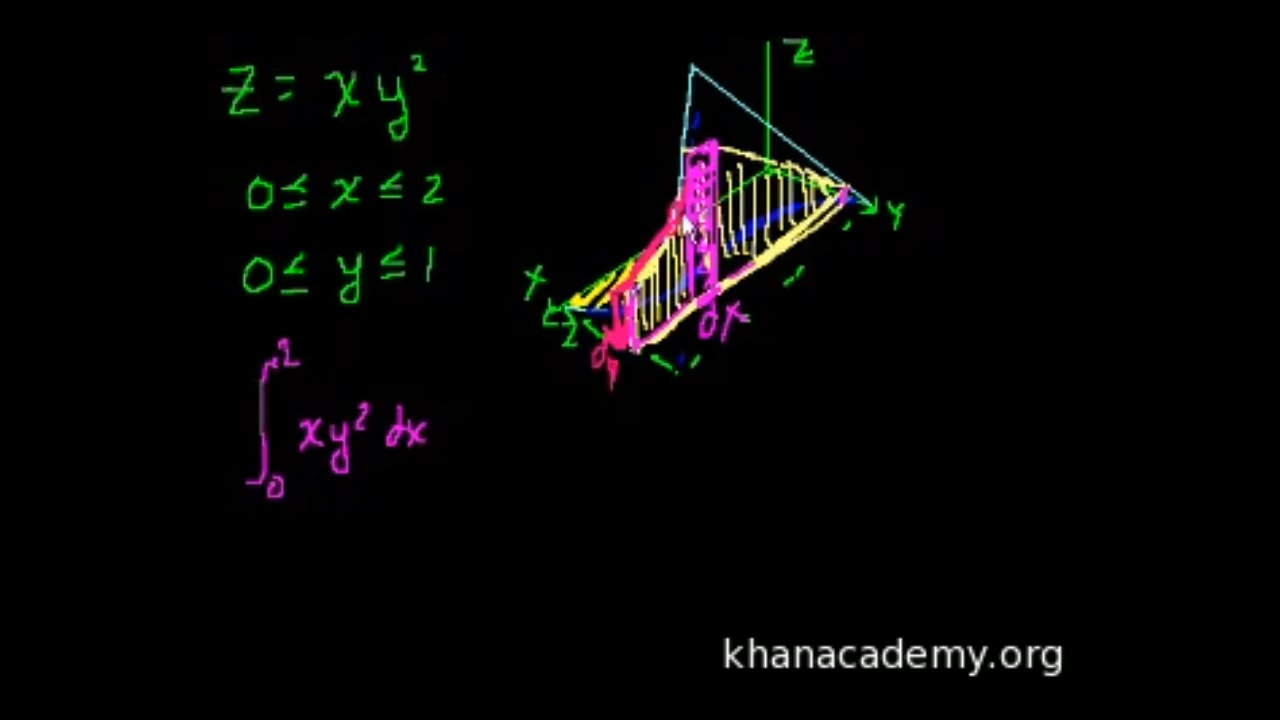 z = xy²
0 ≤ x ≤ 2
0 ≤ y ≤ 1
∫₀² xy² dx
z
y
x
2
dx
dy
khanacademy.org